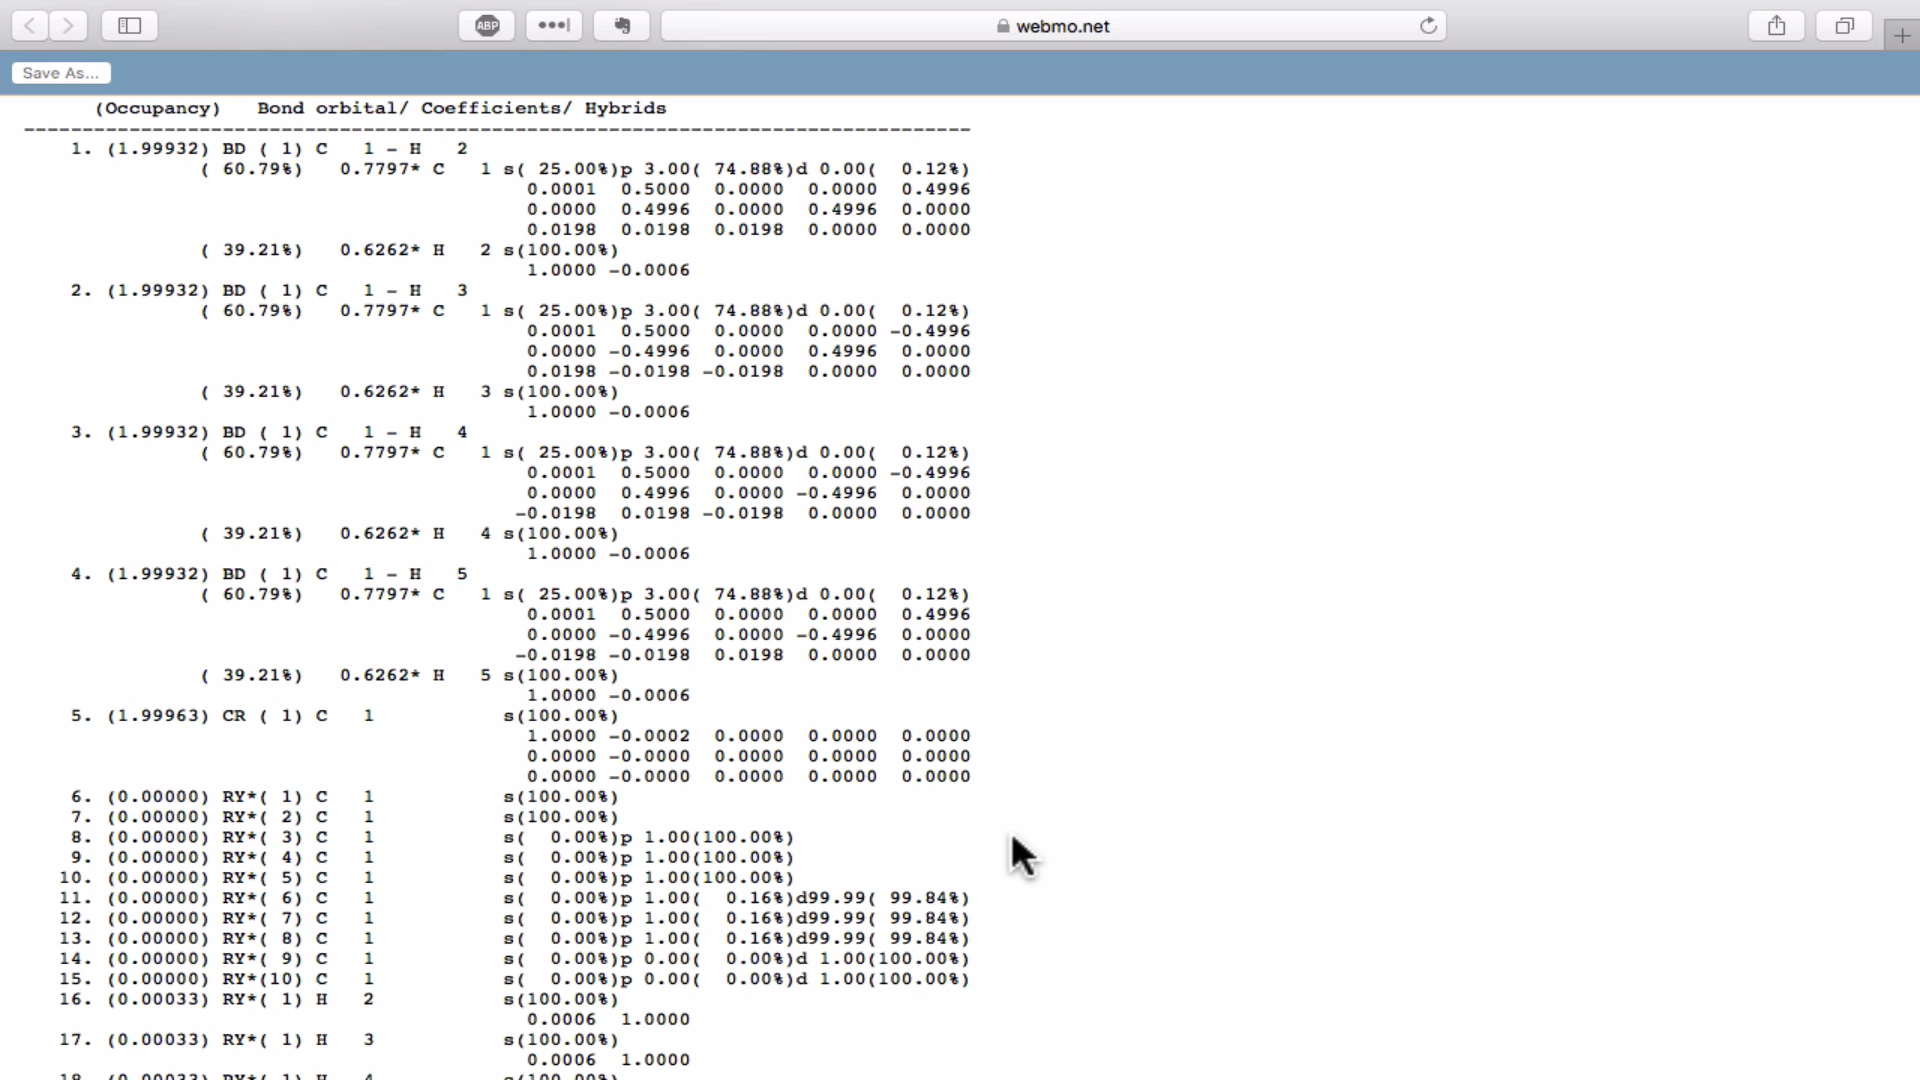 ABP
webmo.net
Save As...
(Occupancy)   Bond orbital/ Coefficients/ Hybrids
---------------------------------------------------------------------------------
1. (1.99932) BD ( 1) C   1 - H   2
( 60.79%)   0.7797* C   1 s( 25.00%)p 3.00( 74.88%)d 0.00(  0.12%)
0.0001  0.5000  0.0000  0.0000  0.4996
0.0000  0.4996  0.0000  0.4996  0.0000
0.0198  0.0198  0.0198  0.0000  0.0000
( 39.21%)   0.6262* H   2 s(100.00%)
1.0000 -0.0006
2. (1.99932) BD ( 1) C   1 - H   3
( 60.79%)   0.7797* C   1 s( 25.00%)p 3.00( 74.88%)d 0.00(  0.12%)
0.0001  0.5000  0.0000  0.0000 -0.4996
0.0000 -0.4996  0.0000  0.4996  0.0000
0.0198 -0.0198 -0.0198  0.0000  0.0000
( 39.21%)   0.6262* H   3 s(100.00%)
1.0000 -0.0006
3. (1.99932) BD ( 1) C   1 - H   4
( 60.79%)   0.7797* C   1 s( 25.00%)p 3.00( 74.88%)d 0.00(  0.12%)
0.0001  0.5000  0.0000  0.0000 -0.4996
0.0000  0.4996  0.0000 -0.4996  0.0000
-0.0198  0.0198 -0.0198  0.0000  0.0000
( 39.21%)   0.6262* H   4 s(100.00%)
1.0000 -0.0006
4. (1.99932) BD ( 1) C   1 - H   5
( 60.79%)   0.7797* C   1 s( 25.00%)p 3.00( 74.88%)d 0.00(  0.12%)
0.0001  0.5000  0.0000  0.0000  0.4996
0.0000 -0.4996  0.0000 -0.4996  0.0000
-0.0198 -0.0198  0.0198  0.0000  0.0000
( 39.21%)   0.6262* H   5 s(100.00%)
1.0000 -0.0006
5. (1.99963) CR ( 1) C   1           s(100.00%)
1.0000 -0.0002  0.0000  0.0000  0.0000
0.0000 -0.0000  0.0000  0.0000  0.0000
0.0000 -0.0000  0.0000  0.0000  0.0000
6. (0.00000) RY*( 1) C   1           s(100.00%)
7. (0.00000) RY*( 2) C   1           s(100.00%)
8. (0.00000) RY*( 3) C   1           s(  0.00%)p 1.00(100.00%)
9. (0.00000) RY*( 4) C   1           s(  0.00%)p 1.00(100.00%)
10. (0.00000) RY*( 5) C   1           s(  0.00%)p 1.00(100.00%)
11. (0.00000) RY*( 6) C   1           s(  0.00%)p 1.00(  0.16%)d99.99( 99.84%)
12. (0.00000) RY*( 7) C   1           s(  0.00%)p 1.00(  0.16%)d99.99( 99.84%)
13. (0.00000) RY*( 8) C   1           s(  0.00%)p 1.00(  0.16%)d99.99( 99.84%)
14. (0.00000) RY*( 9) C   1           s(  0.00%)p 0.00(  0.00%)d 1.00(100.00%)
15. (0.00000) RY*(10) C   1           s(  0.00%)p 0.00(  0.00%)d 1.00(100.00%)
16. (0.00033) RY*( 1) H   2           s(100.00%)
0.0006  1.0000
17. (0.00033) RY*( 1) H   3           s(100.00%)
0.0006  1.0000
18. (0.00033) RY*( 1) H   4           s(100.00%)